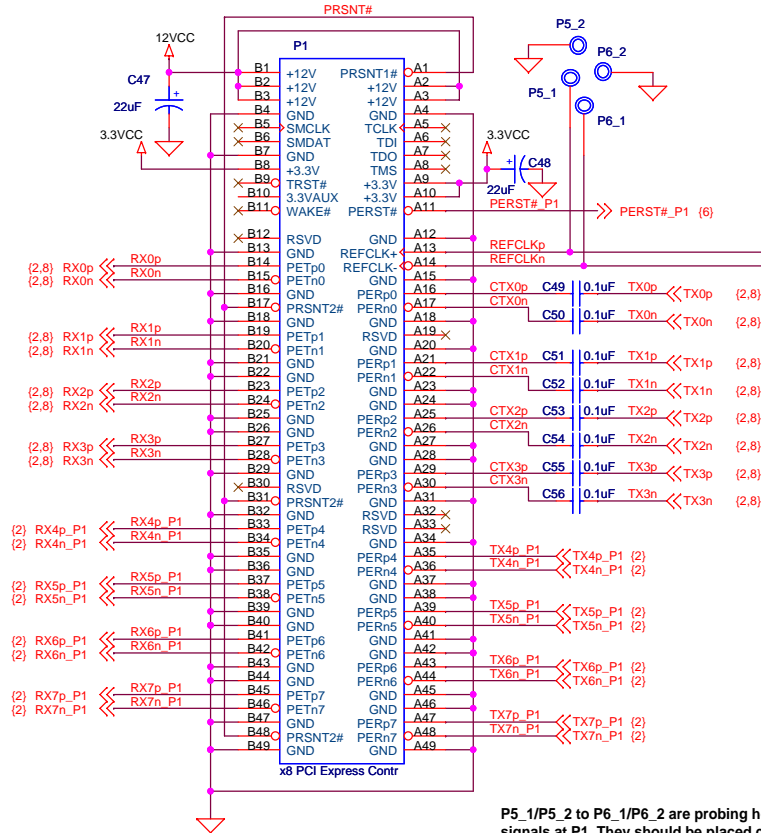 PRSNT#
P5_2
12VCC
P1
P6_2
C47
P5_1
22uF
P6_1
3.3VCC
3.3VCC
C48
22uF
B1 +12V PRSNT1# A1
B2 +12V +12V A2
B3 +12V +12V A3
B4 GND GND A4
B5 SMCLK TCLK A5
B6 SMDAT TDI A6
B7 GND TDO A7
B8 +3.3V TMS A8
B9 TRST# +3.3V A9
B10 3.3VAUX +3.3V A10
B11 WAKE# PERST# A11 PERST#_P1 PERST#_P1 {6}
B12 RSVD GND A12
B13 GND REFCLK+ A13 REFCLKp
{2,8} RX0p RX0p B14 PETp0 REFCLK- A14 REFCLKn
{2,8} RX0n RX0n B15 PETn0 GND A15
B16 GND PERp0 A16 CTX0p C49 0.1uF TX0p TX0p {2,8}
B17 PRSNT2# PERn0 A17 CTX0n C50 0.1uF TX0n TX0n {2,8}
B18 GND GND A18
{2,8} RX1p RX1p B19 PETp1 RSVD A19
{2,8} RX1n RX1n B20 PETn1 GND A20
B21 GND PERp1 A21 CTX1p C51 0.1uF TX1p TX1p {2,8}
B22 GND PERn1 A22 CTX1n C52 0.1uF TX1n TX1n {2,8}
{2,8} RX2p RX2p B23 PETp2 GND A23
{2,8} RX2n RX2n B24 PETn2 GND A24
B25 GND PERp2 A25 CTX2p C53 0.1uF TX2p TX2p {2,8}
B26 GND PERn2 A26 CTX2n C54 0.1uF TX2n TX2n {2,8}
{2,8} RX3p RX3p B27 PETp3 GND A27
{2,8} RX3n RX3n B28 PETn3 GND A28
B29 GND PERp3 A29 CTX3p C55 0.1uF TX3p TX3p {2,8}
B30 RSVD PERn3 A30 CTX3n C56 0.1uF TX3n TX3n {2,8}
B31 PRSNT2# GND A31
B32 GND RSVD A32
{2} RX4p_P1 RX4p_P1 B33 PETp4 RSVD A33
{2} RX4n_P1 RX4n_P1 B34 PETn4 GND A34
B35 GND PERp4 A35 TX4p_P1 TX4p_P1 {2}
B36 GND PERn4 A36 TX4n_P1 TX4n_P1 {2}
{2} RX5p_P1 RX5p_P1 B37 PETp5 GND A37
{2} RX5n_P1 RX5n_P1 B38 PETn5 GND A38
B39 GND PERp5 A39 TX5p_P1 TX5p_P1 {2}
B40 GND PERn5 A40 TX5n_P1 TX5n_P1 {2}
{2} RX6p_P1 RX6p_P1 B41 PETp6 GND A41
{2} RX6n_P1 RX6n_P1 B42 PETn6 GND A42
B43 GND PERp6 A43 TX6p_P1 TX6p_P1 {2}
B44 GND PERn6 A44 TX6n_P1 TX6n_P1 {2}
{2} RX7p_P1 RX7p_P1 B45 PETp7 GND A45
{2} RX7n_P1 RX7n_P1 B46 PETn7 GND A46
B47 GND PERp7 A47 TX7p_P1 TX7p_P1 {2}
B48 PRSNT2# PERn7 A48 TX7n_P1 TX7n_P1 {2}
B49 GND GND A49
x8 PCI Express Contr
P5_1/P5_2 to P6_1/P6_2 are probing h
signals at P1. They should be placed